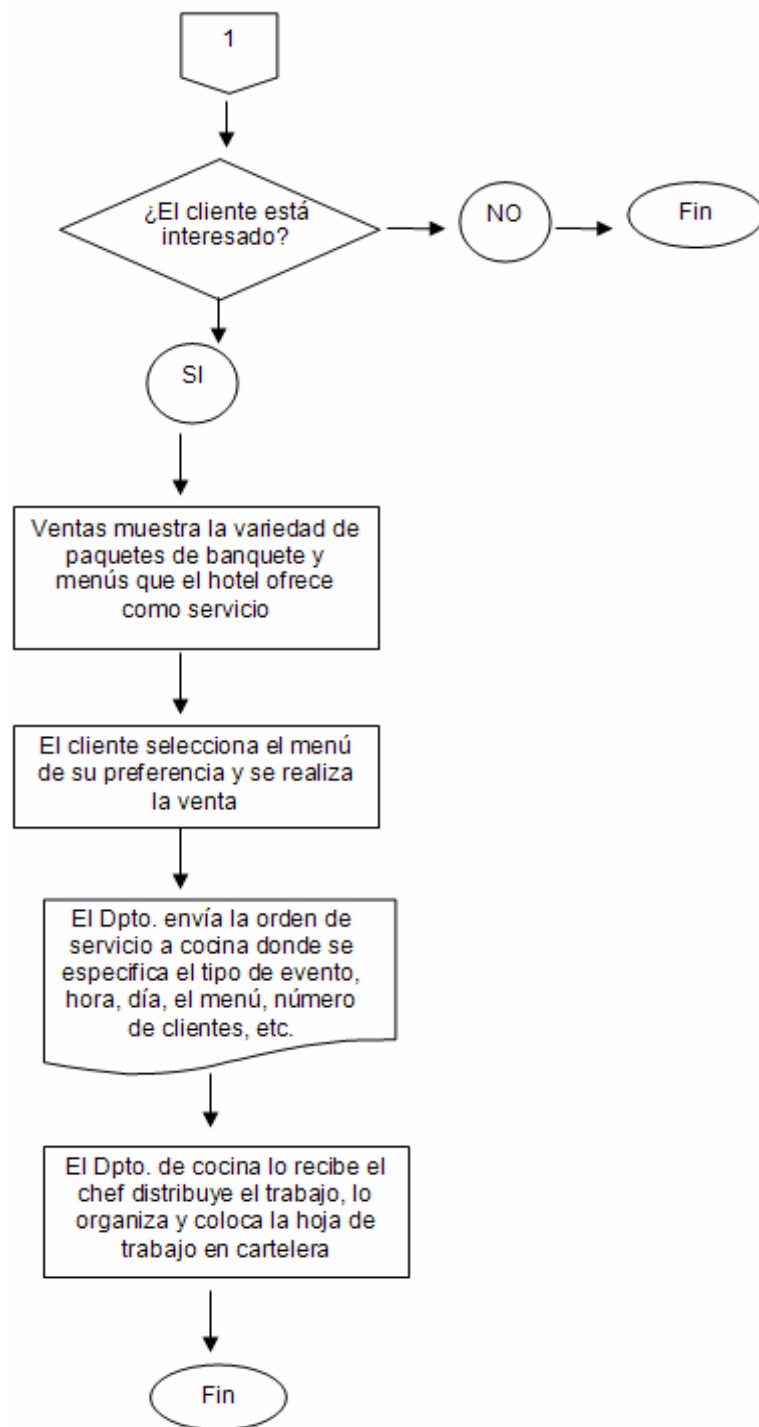 1
¿El cliente está
interesado?
NO
Fin
SI
Ventas muestra la variedad de
paquetes de banquete y
menús que el hotel ofrece
como servicio
El cliente selecciona el menú
de su preferencia y se realiza
la venta
El Dpto. envía la orden de
servicio a cocina donde se
especifica el tipo de evento,
hora, día, el menú, número
de clientes, etc.
El Dpto. de cocina lo recibe el
chef distribuye el trabajo, lo
organiza y coloca la hoja de
trabajo en cartelera
Fin